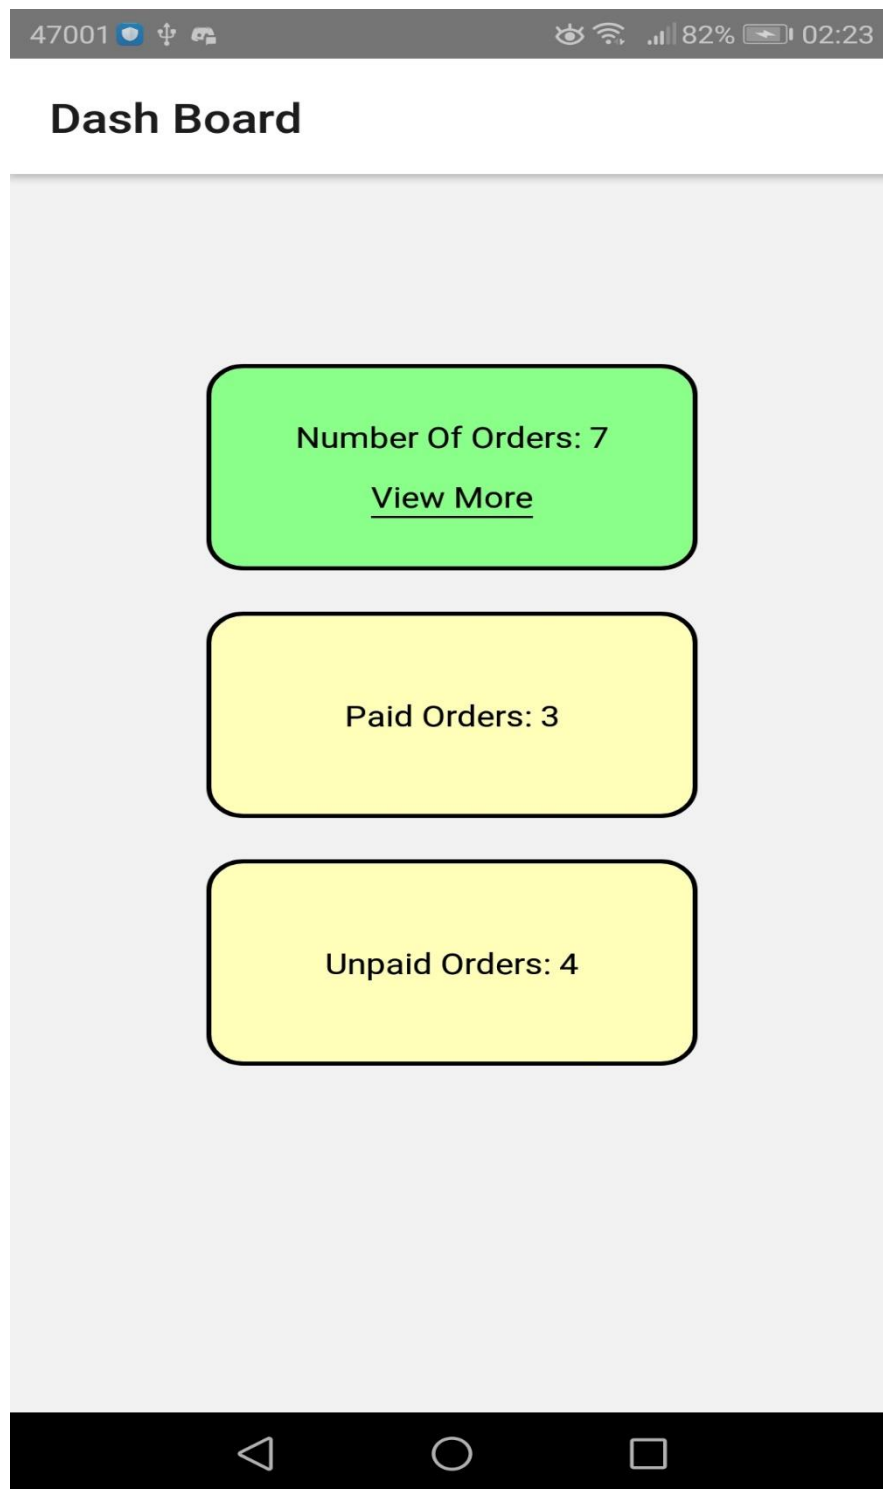 47001 82% 02:23
Dash Board
Number Of Orders: 7
View More
Paid Orders: 3
Unpaid Orders: 4